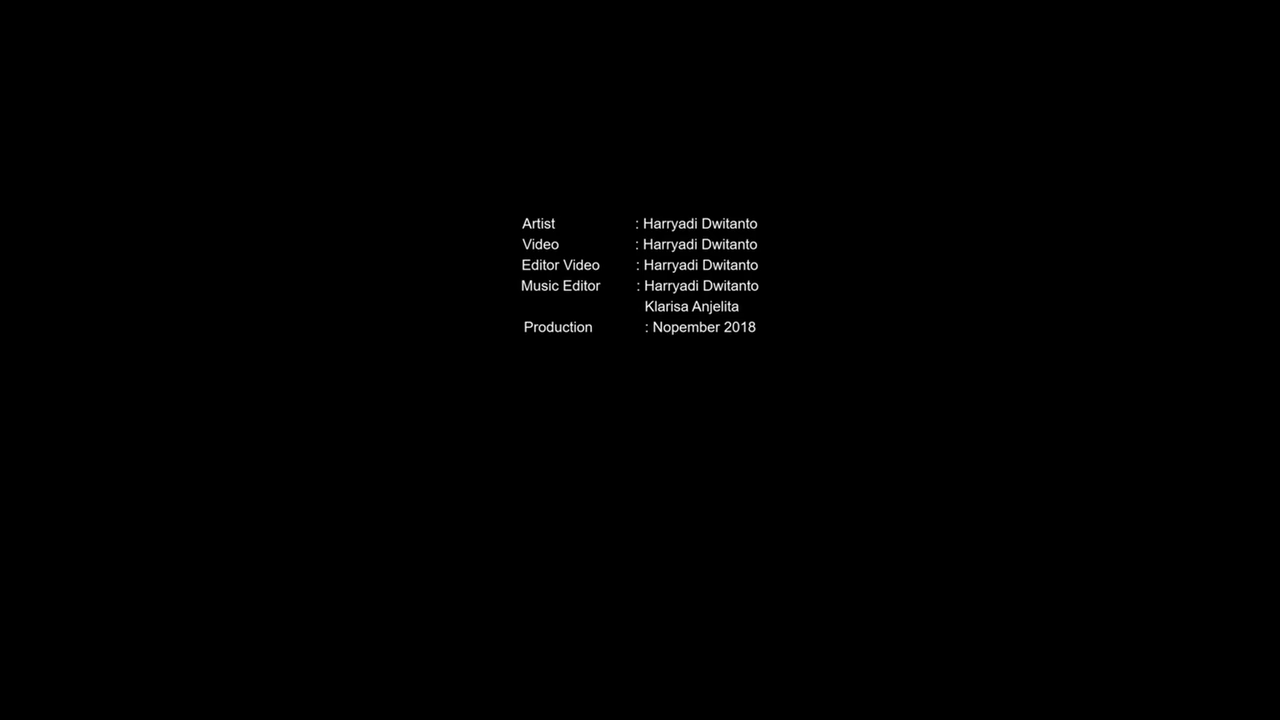 Artist : Harryadi Dwitanto
Video : Harryadi Dwitanto
Editor Video : Harryadi Dwitanto
Music Editor : Harryadi Dwitanto
Klarisa Anjelita
Production : Nopember 2018